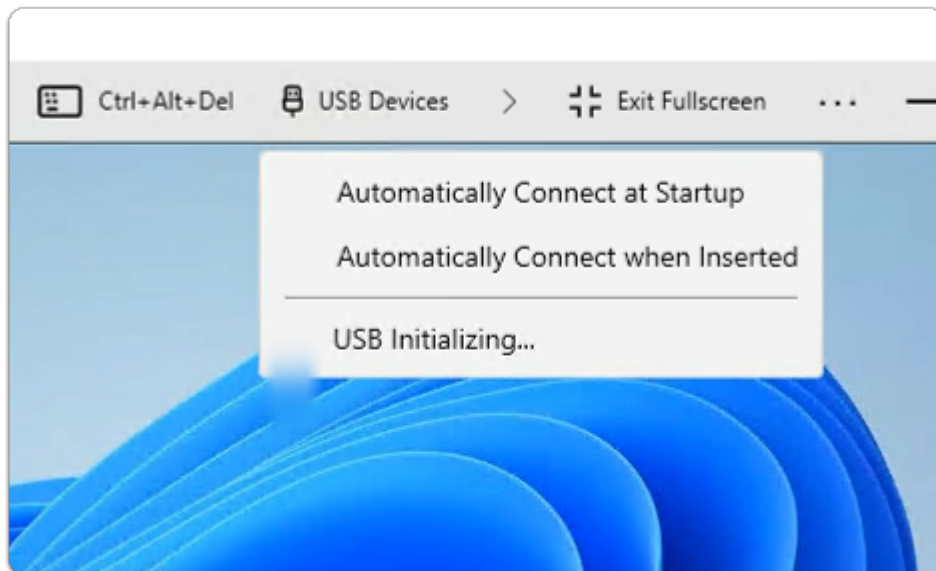 Ctrl+Alt+Del USB Devices > Exit Fullscreen ...
Automatically Connect at Startup
Automatically Connect when Inserted
USB Initializing...